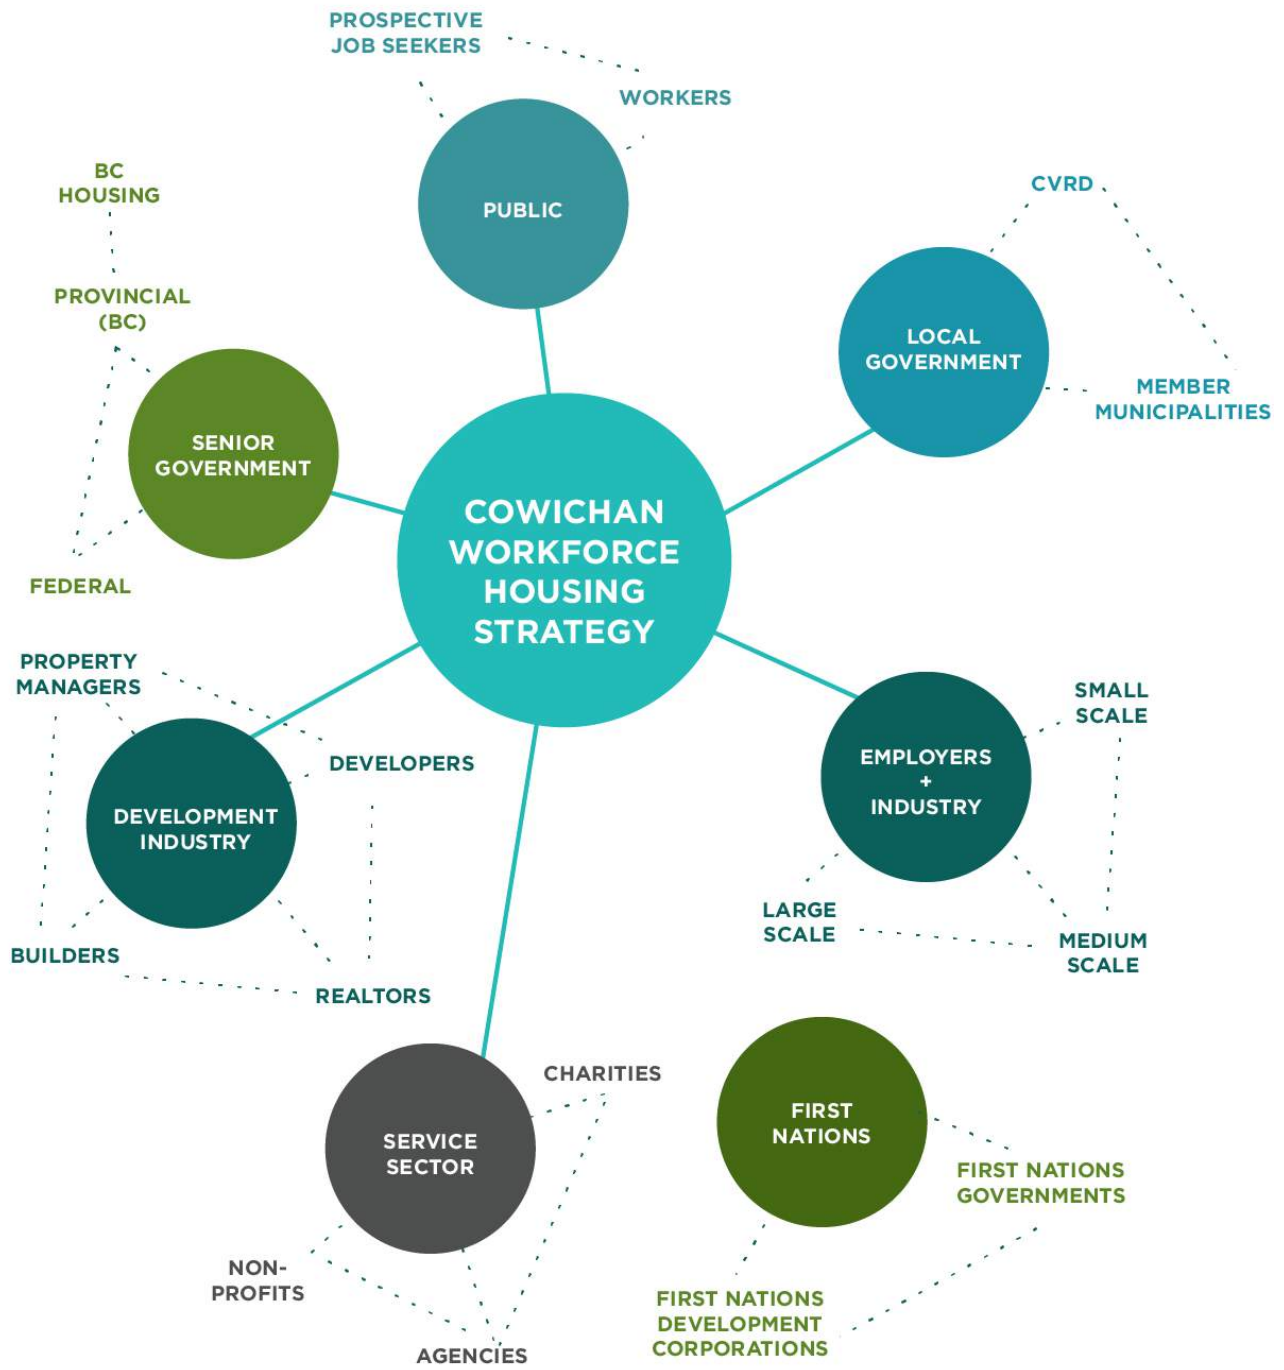 PROSPECTIVE
JOB SEEKERS
WORKERS
PUBLIC
BC
HOUSING
PROVINCIAL
(BC)
SENIOR
GOVERNMENT
FEDERAL
CVRD
LOCAL
GOVERNMENT
MEMBER
MUNICIPALITIES
COWICHAN
WORKFORCE
HOUSING
STRATEGY
PROPERTY
MANAGERS
DEVELOPERS
DEVELOPMENT
INDUSTRY
BUILDERS
REALTORS
SMALL
SCALE
EMPLOYERS
+
INDUSTRY
LARGE
SCALE
MEDIUM
SCALE
CHARITIES
SERVICE
SECTOR
NON-
PROFITS
AGENCIES
FIRST
NATIONS
FIRST NATIONS
GOVERNMENTS
FIRST NATIONS
DEVELOPMENT
CORPORATIONS